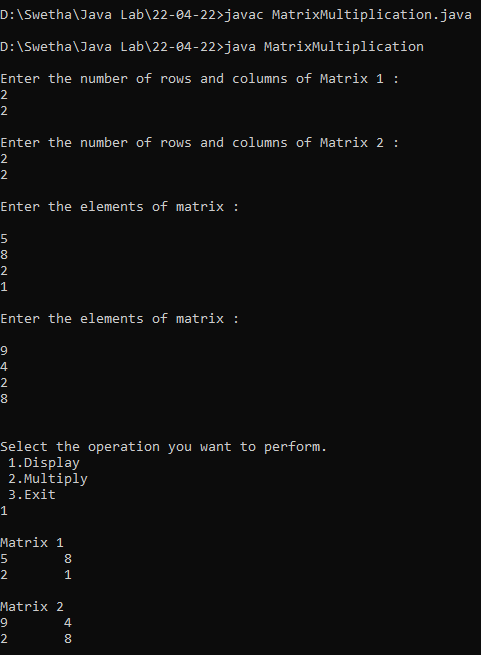 D:\Swetha\Java Lab\22-04-22>javac MatrixMultiplication.java
D:\Swetha\Java Lab\22-04-22>java MatrixMultiplication
Enter the number of rows and columns of Matrix 1 :
2
2
Enter the number of rows and columns of Matrix 2 :
2
2
Enter the elements of matrix :
5
8
2
1
Enter the elements of matrix :
9
4
2
8
Select the operation you want to perform.
1.Display
2.Multiply
3.Exit
1
Matrix 1
5 8
2 1
Matrix 2
9 4
2 8